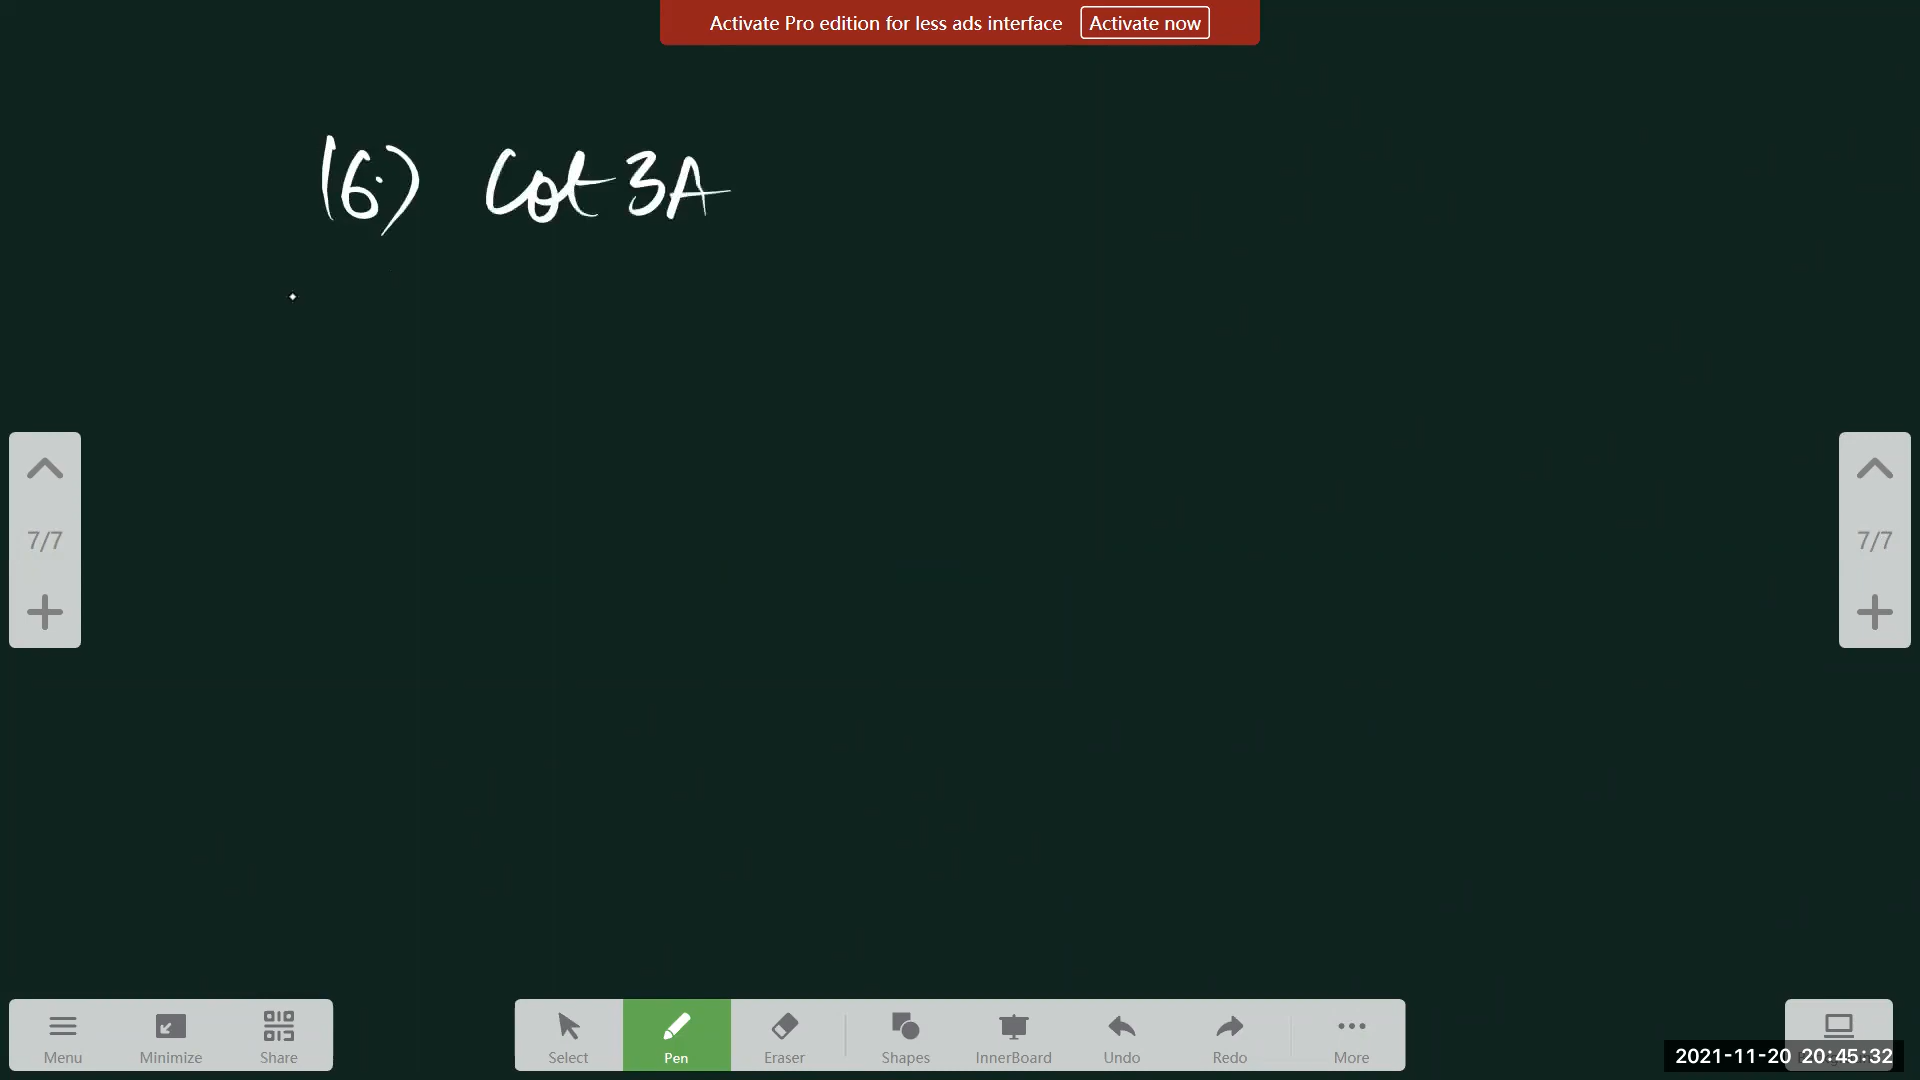 Activate Pro edition for less ads interface Activate now
(6) Cot 3A
7/7 7/7
Menu Minimize Share Select Pen Eraser Shapes InnerBoard Undo Redo More
2021-11-20 20:45:32